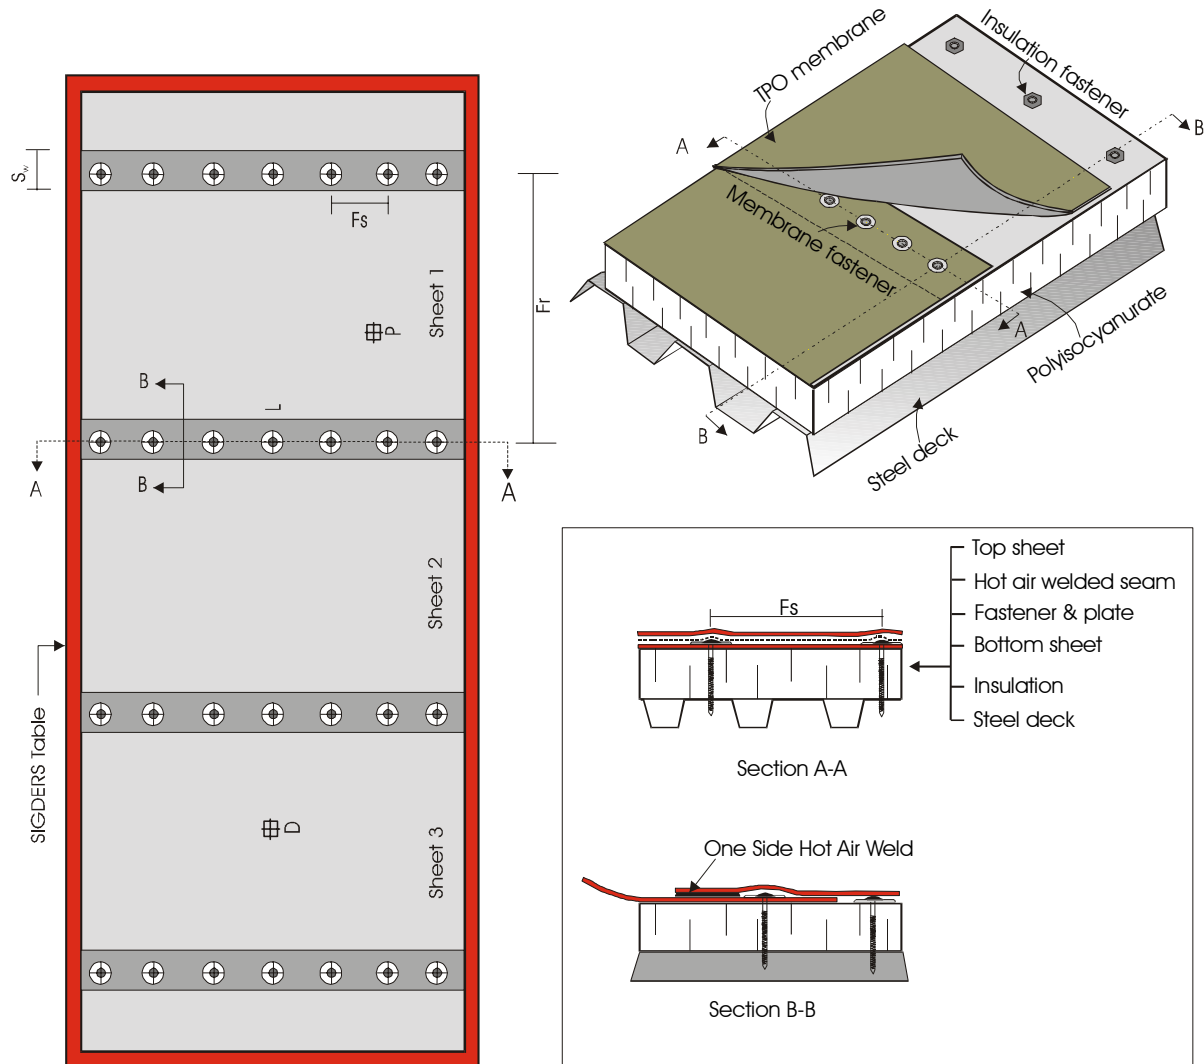 Sw
Fs
Fr
Sheet 1
P
B
L
A
A
B
Sheet 2
SIGDERS Table
D
Sheet 3
TPO membrane
Insulation fastener
B
A
Membrane fastener
A
Polyisocyanurate
B
Steel deck
Top sheet
Hot air welded seam
Fs
Fastener & plate
Bottom sheet
Insulation
Steel deck
Section A-A
One Side Hot Air Weld
Section B-B